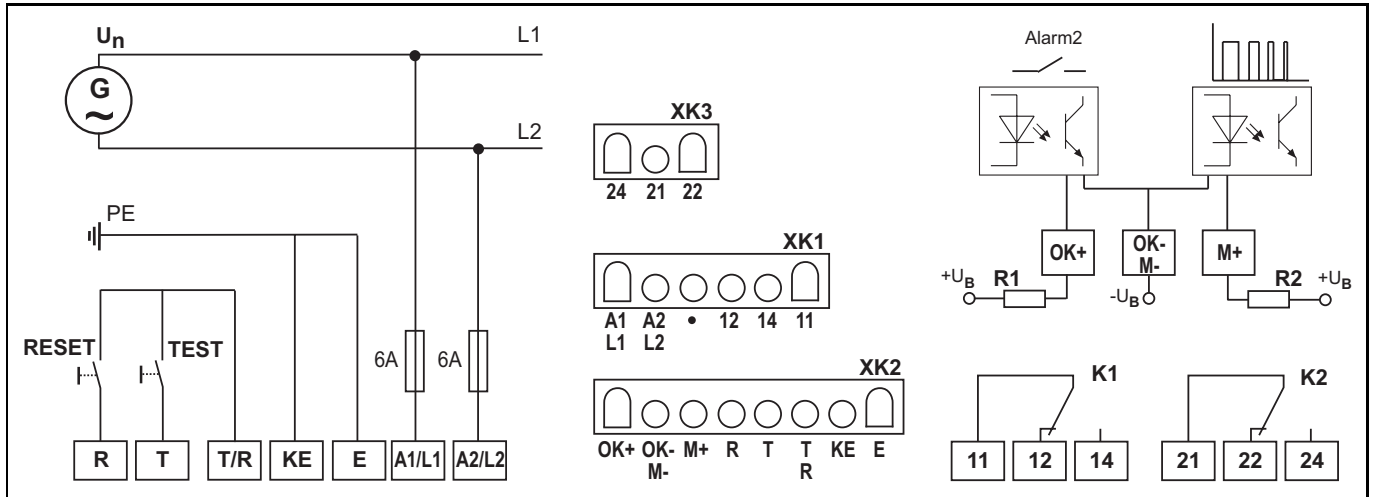 Un
L1
G
~
L2
PE
RESET
TEST
6A
6A
R
T
T/R
KE
E
A1/L1
A2/L2
XK3
24 21 22
XK1
A1 A2 • 12 14 11
L1 L2
XK2
OK+ OK- M+ R T T KE E
M- R
Alarm2
OK+
OK-
M-
M+
+UB
R1
-UB
R2
+UB
K1
11
12
14
K2
21
22
24